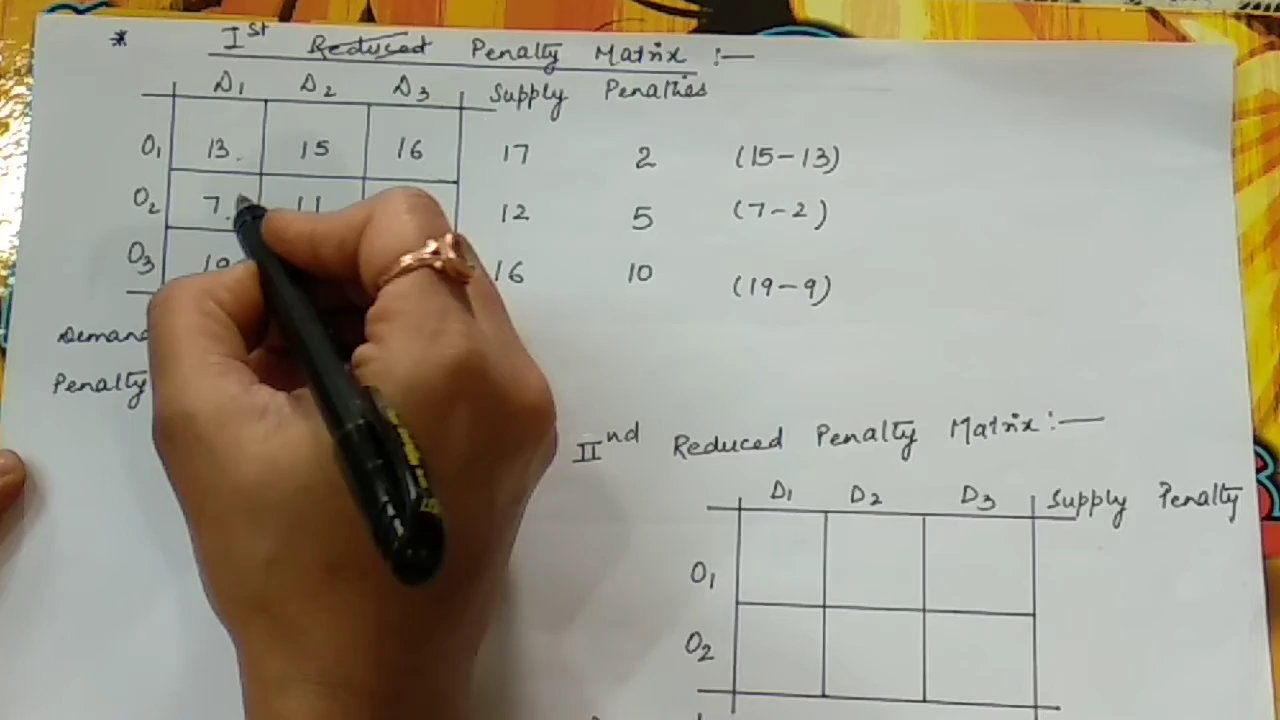 * Ist Reduced Penalty Matrix :—
D1 D2 D3 Supply Penalties
O1 13 15 16 17 2 (15-13)
O2 7 11 12 5 (7-2)
O3 19 16 10 (19-9)
Demand
Penalty
IInd Reduced Penalty Matrix :—
D1 D2 D3 Supply Penalty
O1
O2